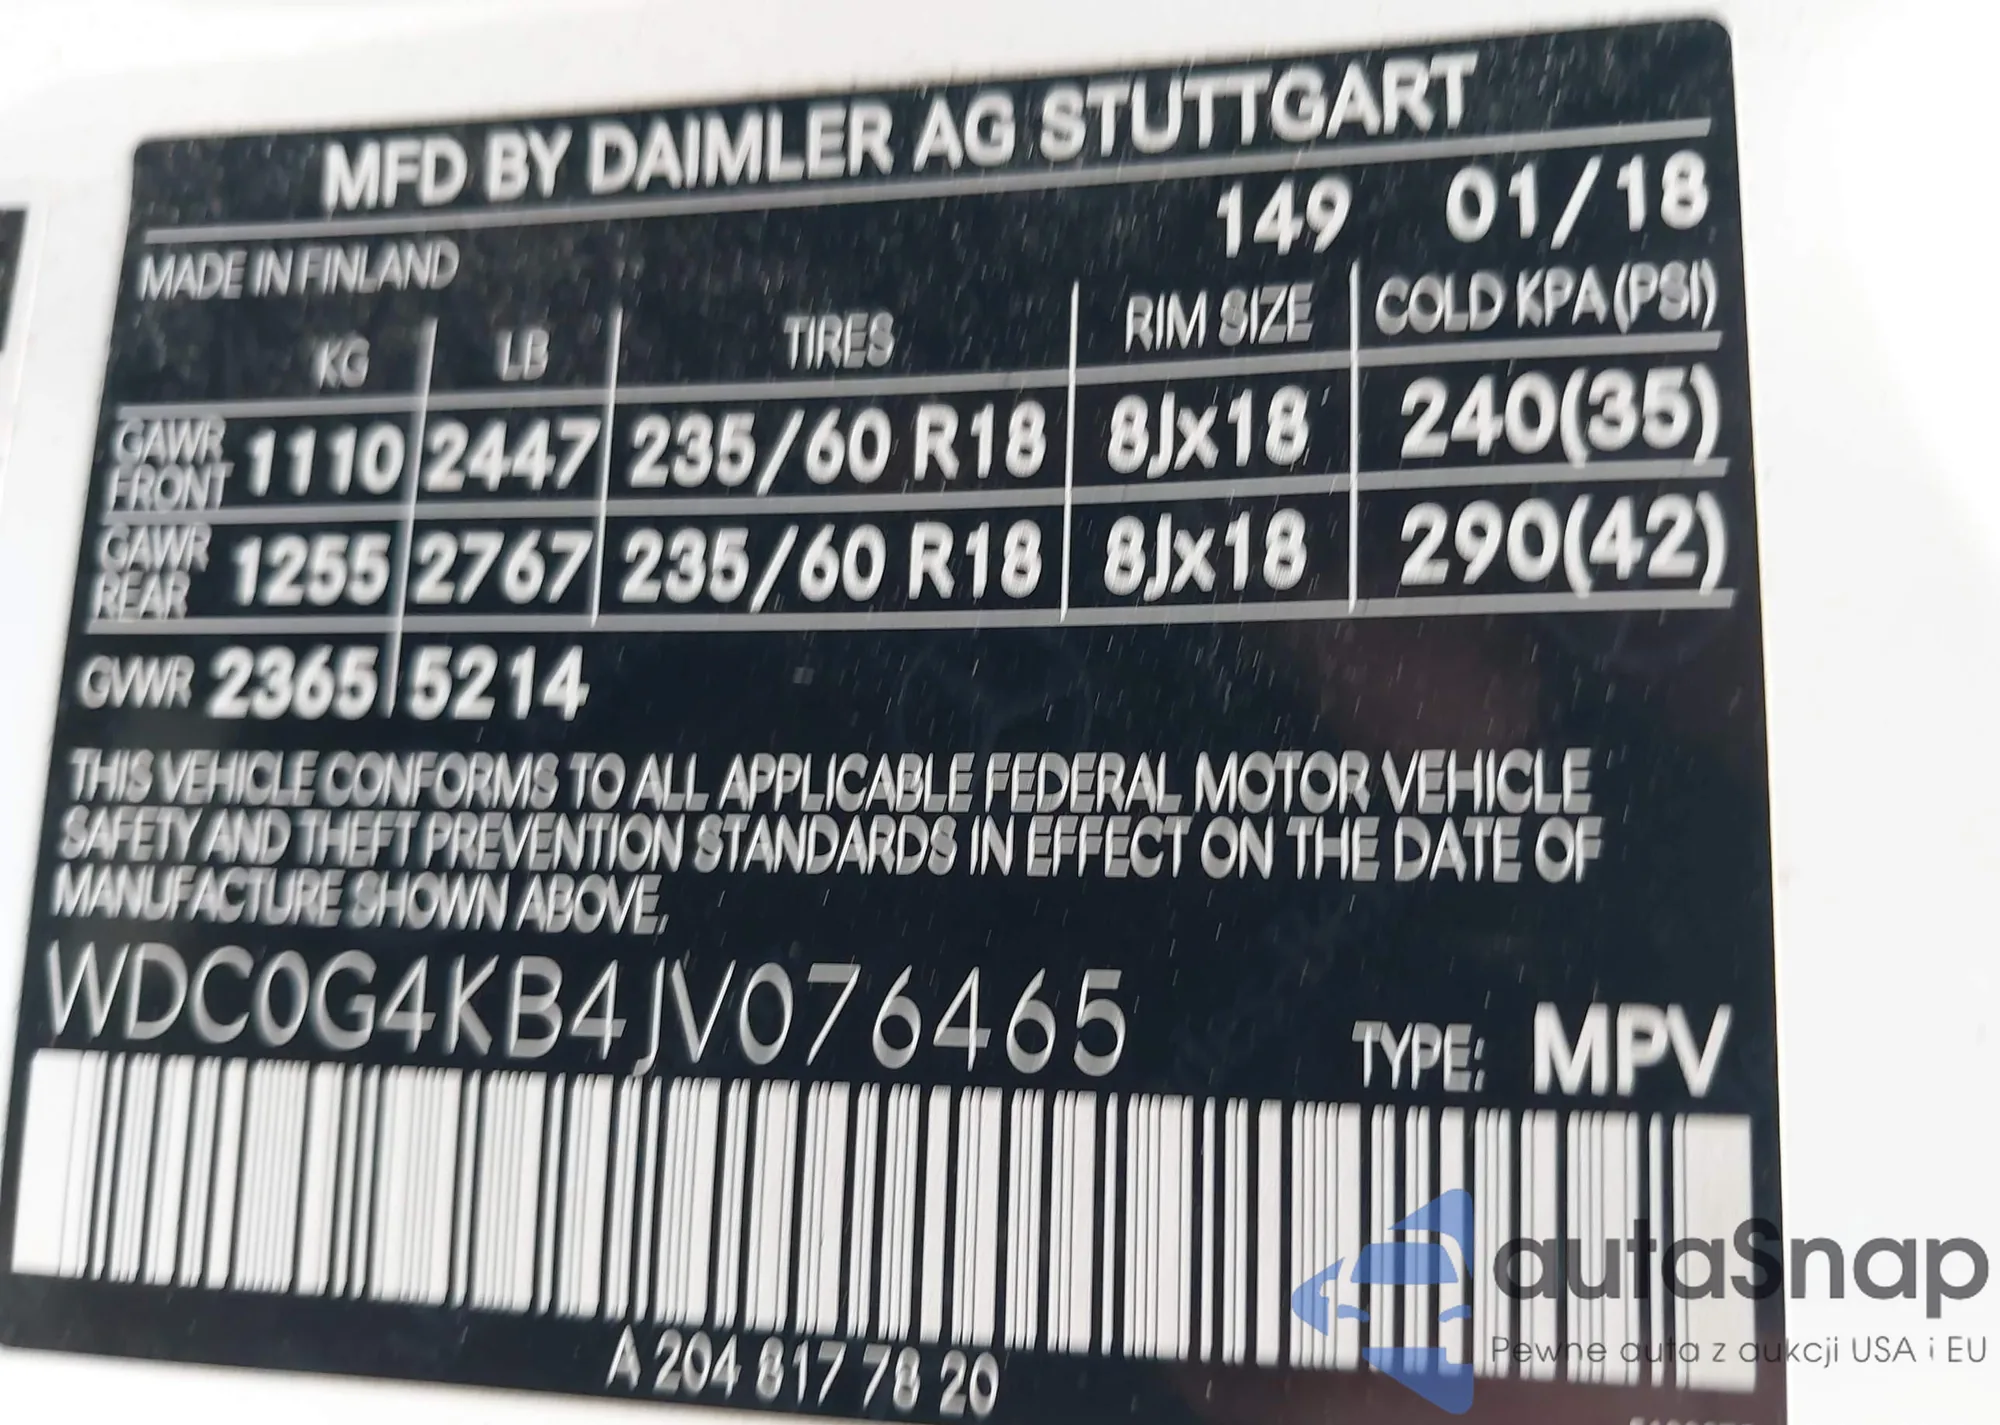 MFD BY DAIMLER AG STUTTGART
149 01/18
MADE IN FINLAND
KG LB TIRES RIM SIZE COLD KPA (PSI)
GAWR FRONT 1110 2447 235/60 R18 8Jx18 240(35)
GAWR REAR 1255 2767 235/60 R18 8Jx18 290(42)
GVWR 2365 5214
THIS VEHICLE CONFORMS TO ALL APPLICABLE FEDERAL MOTOR VEHICLE
SAFETY AND THEFT PREVENTION STANDARDS IN EFFECT ON THE DATE OF
MANUFACTURE SHOWN ABOVE.
WDC0G4KB4JV076465
TYPE: MPV
A 204 817 78 20
autaSnap
Pewne auta z aukcji USA i EU